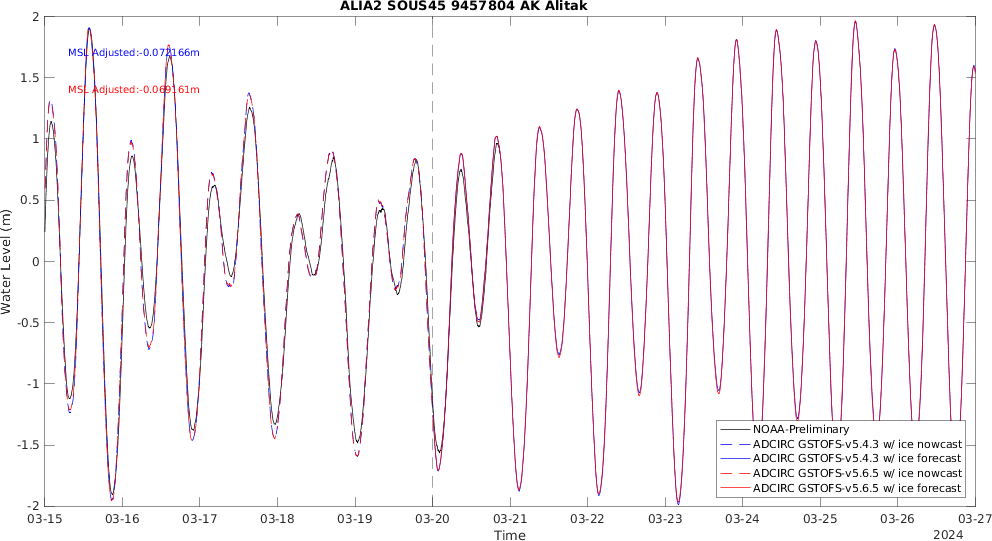 ALIA2 SOUS45 9457804 AK Alitak
MSL Adjusted:-0.072166m
MSL Adjusted:-0.069161m
Water Level (m)
2
1.5
1
0.5
0
-0.5
-1
-1.5
-2
NOAA-Preliminary
ADCIRC GSTOFS-v5.4.3 w/ ice nowcast
ADCIRC GSTOFS-v5.4.3 w/ ice forecast
ADCIRC GSTOFS-v5.6.5 w/ ice nowcast
ADCIRC GSTOFS-v5.6.5 w/ ice forecast
03-15 03-16 03-17 03-18 03-19 03-20 03-21 03-22 03-23 03-24 03-25 03-26 03-27
Time
2024